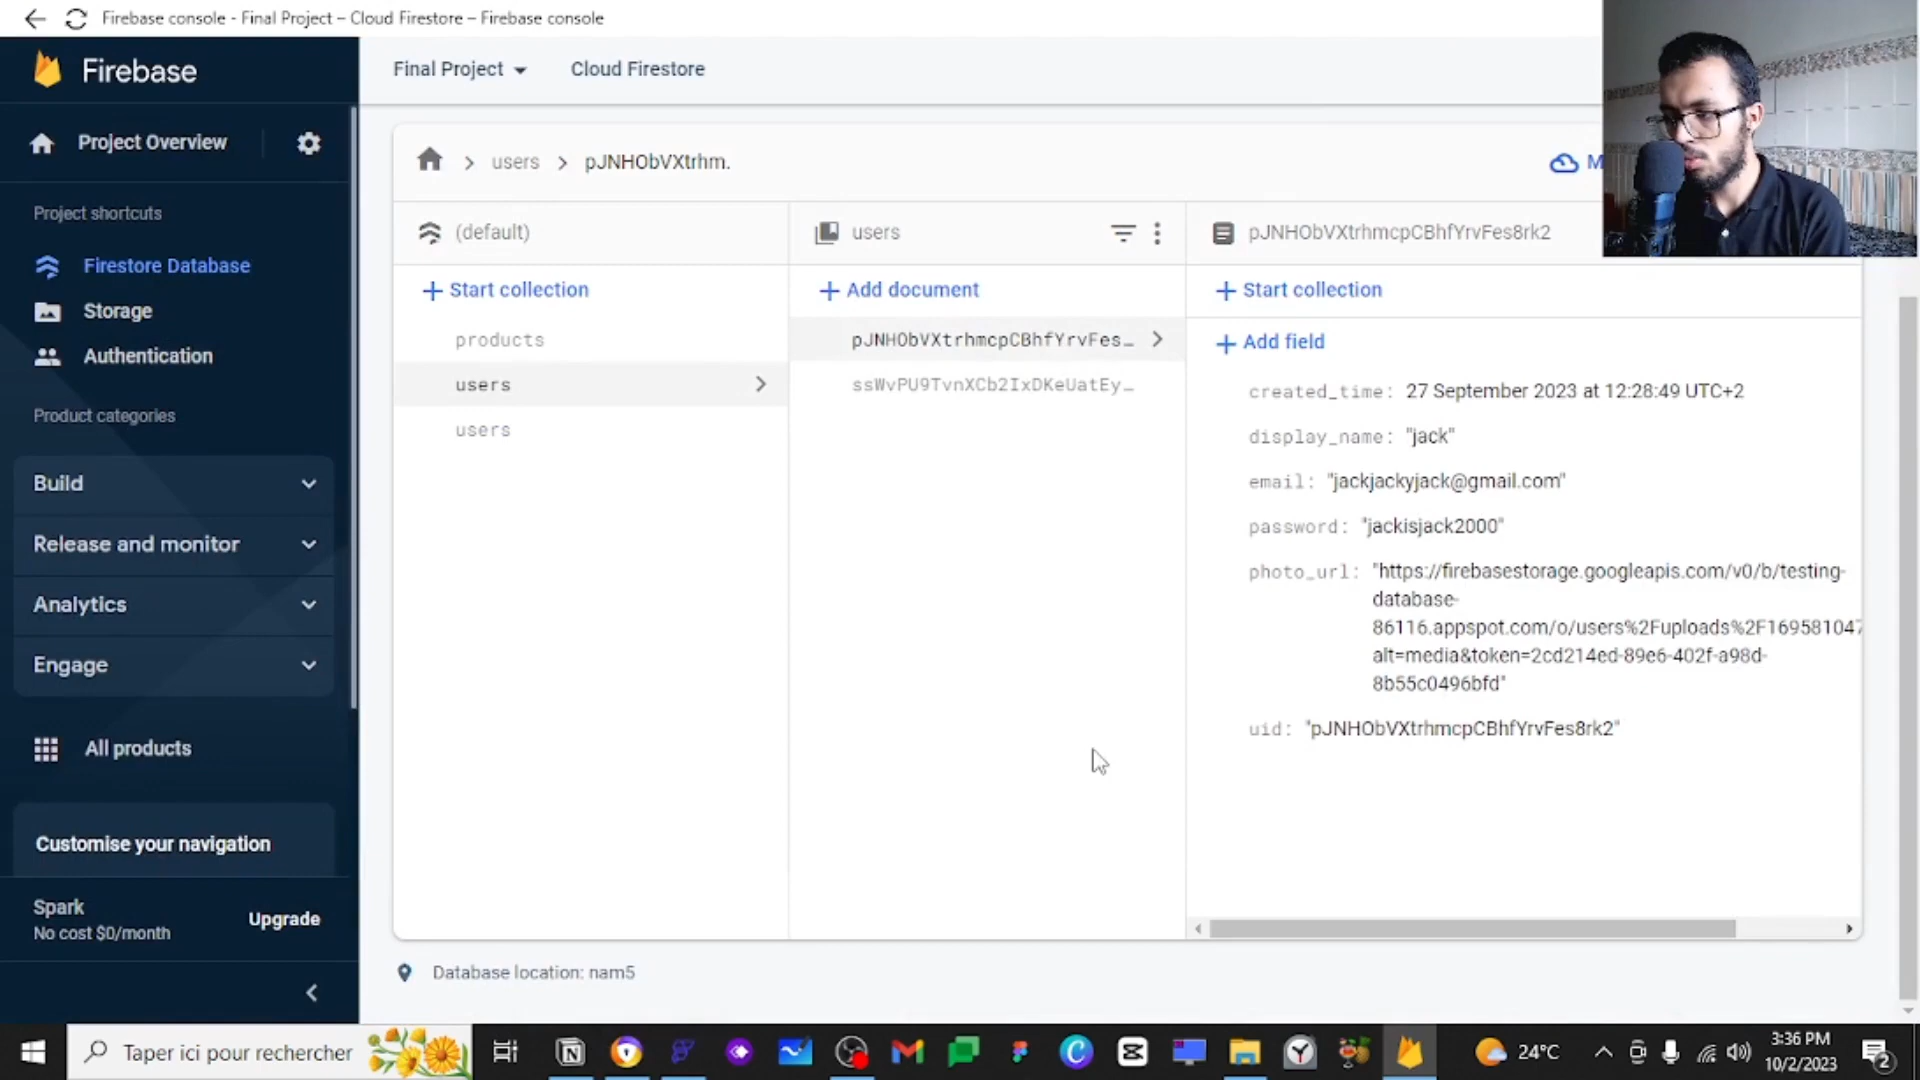 Firebase console - Final Project – Cloud Firestore – Firebase console
Firebase
Final Project
Cloud Firestore
Project Overview
users
pJNHObVXtrhm.
Project shortcuts
(default)
users
pJNHObVXtrhmcpCBhfYrvFes8rk2
Firestore Database
Storage
Authentication
Start collection
Add document
Start collection
products
users
users
pJNHObVXtrhmcpCBhfYrvFes…
ssWvPU9TvnXCb2IxDKeUatEy…
Add field
created_time: 27 September 2023 at 12:28:49 UTC+2
display_name: "jack"
email: "jackjackyjack@gmail.com"
password: "jackisjack2000"
photo_url: "https://firebasestorage.googleapis.com/v0/b/testing-
database-
86116.appspot.com/o/users%2Fuploads%2F169581047
alt=media&token=2cd214ed-89e6-402f-a98d-
8b55c0496bfd"
uid: "pJNHObVXtrhmcpCBhfYrvFes8rk2"
Product categories
Build
Release and monitor
Analytics
Engage
All products
Customise your navigation
Spark
No cost $0/month
Upgrade
Database location: nam5
Taper ici pour rechercher
24°C
3:36 PM
10/2/2023
2